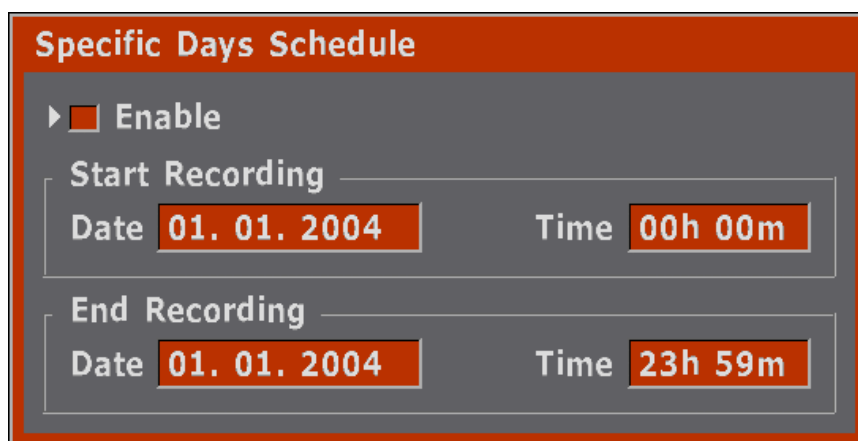 Specific Days Schedule
Enable
Start Recording
Date 01. 01. 2004 Time 00h 00m
End Recording
Date 01. 01. 2004 Time 23h 59m